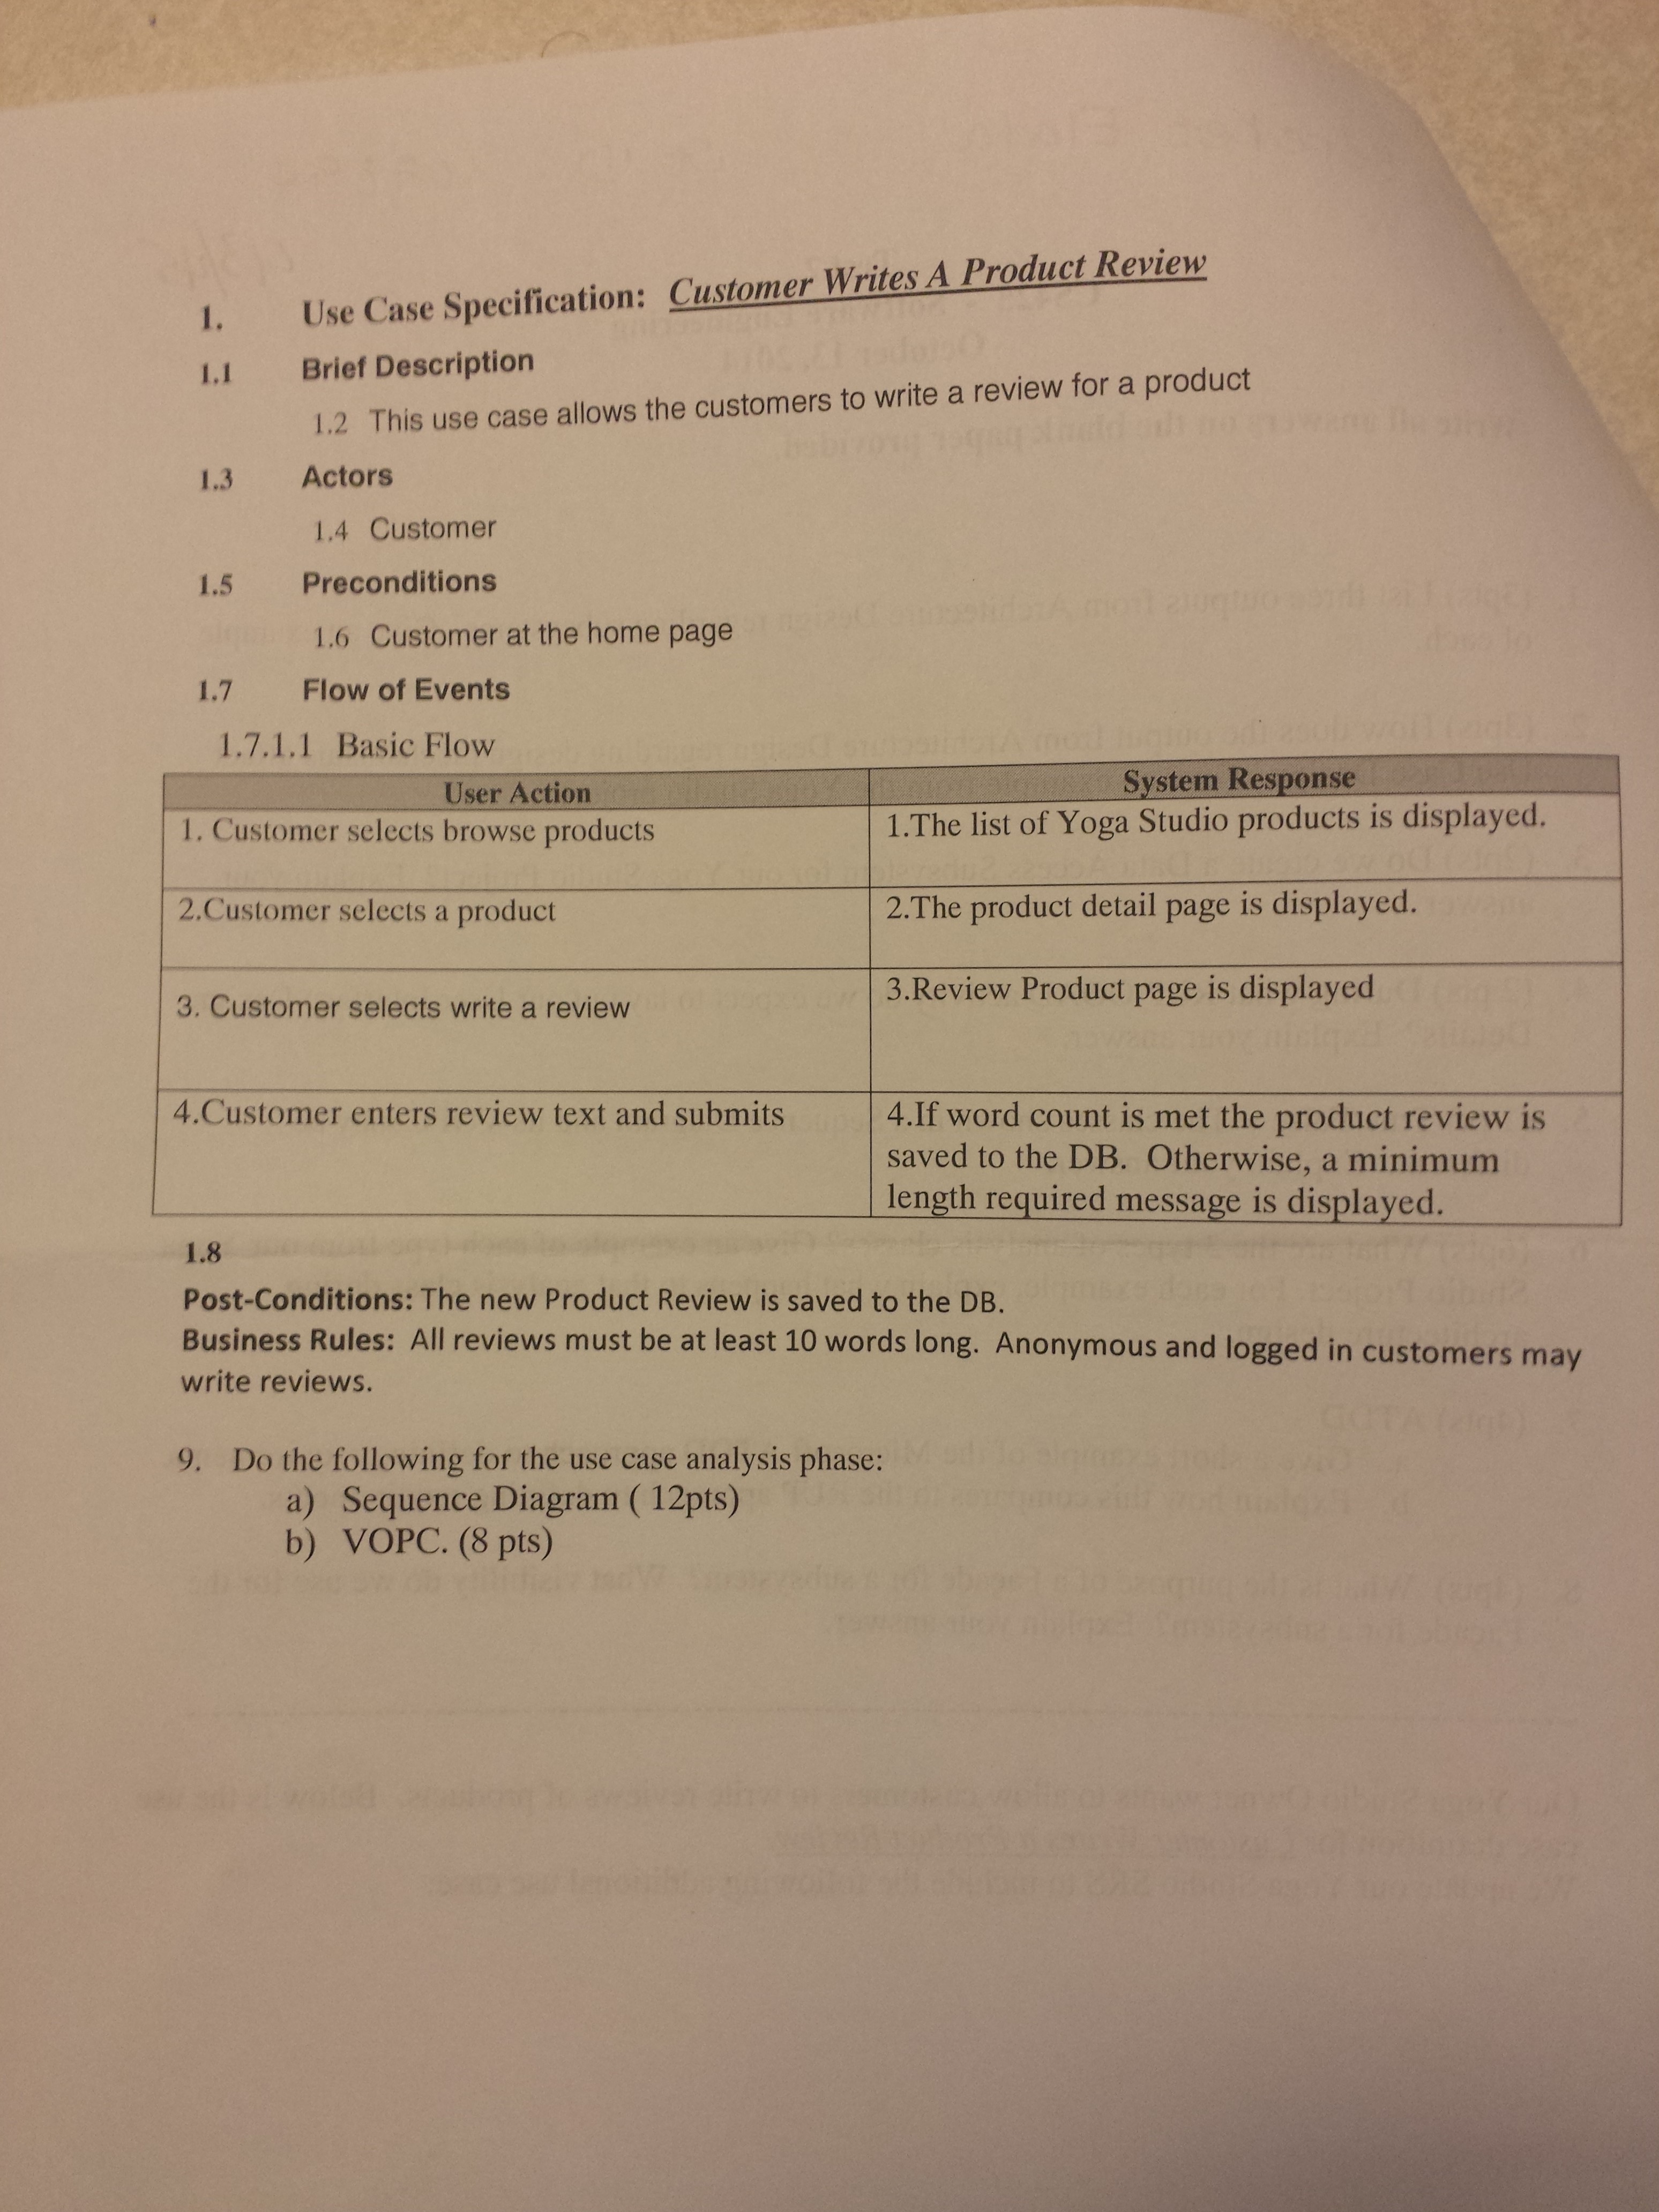 1. Use Case Specification: Customer Writes A Product Review
1.1 Brief Description
1.2 This use case allows the customers to write a review for a product
1.3 Actors
1.4 Customer
1.5 Preconditions
1.6 Customer at the home page
1.7 Flow of Events
1.7.1.1 Basic Flow
User Action System Response
1. Customer selects browse products 1.The list of Yoga Studio products is displayed.
2.Customer selects a product 2.The product detail page is displayed.
3. Customer selects write a review 3.Review Product page is displayed
4.Customer enters review text and submits 4.If word count is met the product review is
saved to the DB. Otherwise, a minimum
length required message is displayed.
1.8
Post-Conditions: The new Product Review is saved to the DB.
Business Rules: All reviews must be at least 10 words long. Anonymous and logged in customers may
write reviews.
9. Do the following for the use case analysis phase:
a) Sequence Diagram ( 12pts)
b) VOPC. (8 pts)